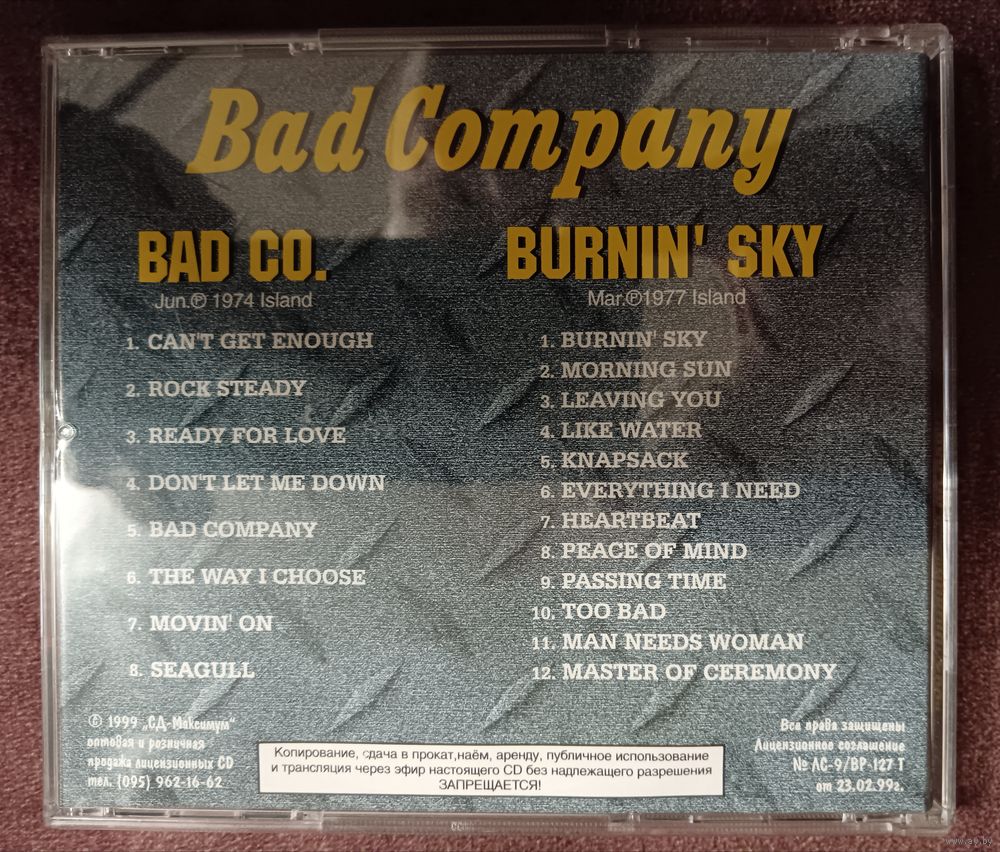 Bad Company
BAD CO.
Jun.℗ 1974 Island
1. CAN'T GET ENOUGH
2. ROCK STEADY
3. READY FOR LOVE
4. DON'T LET ME DOWN
5. BAD COMPANY
6. THE WAY I CHOOSE
7. MOVIN' ON
8. SEAGULL
BURNIN' SKY
Mar.℗1977 Island
1. BURNIN' SKY
2. MORNING SUN
3. LEAVING YOU
4. LIKE WATER
5. KNAPSACK
6. EVERYTHING I NEED
7. HEARTBEAT
8. PEACE OF MIND
9. PASSING TIME
10. TOO BAD
11. MAN NEEDS WOMAN
12. MASTER OF CEREMONY
© 1999 „СД-Максимум"
оптовая и розничная
продажа лицензионных CD
тел. (095) 962-16-62
Копирование, сдача в прокат,наём, аренду, публичное использование
и трансляция через эфир настоящего CD без надлежащего разрешения
ЗАПРЕЩАЕТСЯ!
Все права защищены
Лицензионное соглашение
№ ЛС-9/ВР-127 Т
от 23.02.99г.
www.ay.by